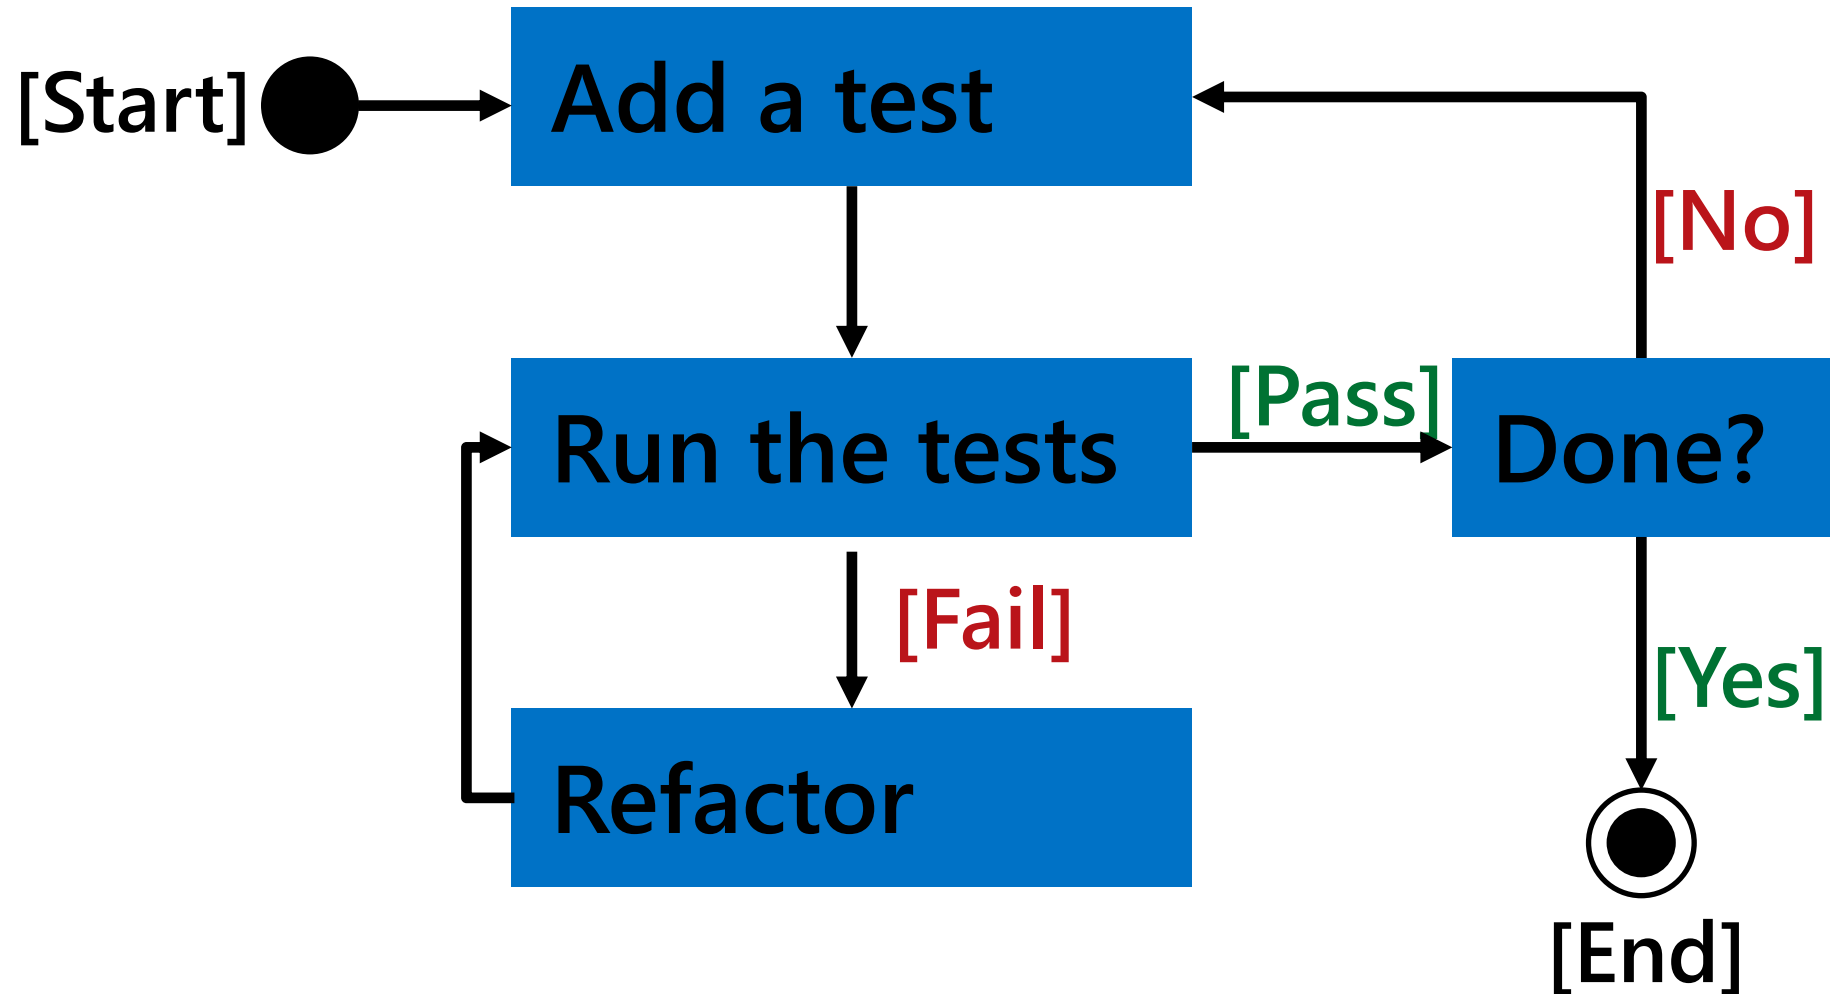 [Start]
Add a test
[No]
Run the tests
[Pass]
Done?
[Fail]
[Yes]
Refactor
[End]